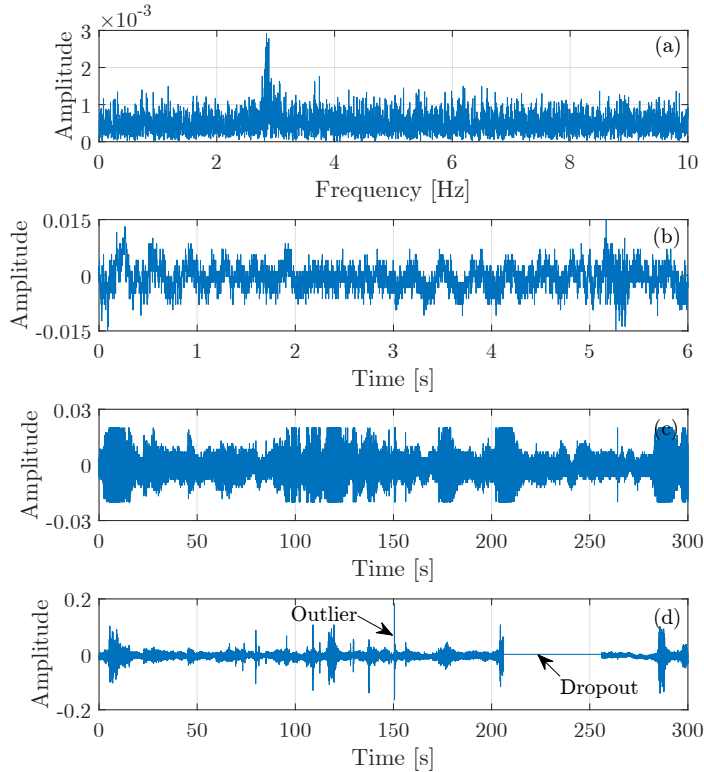 ×10⁻³
3
(a)
2
1
0
Amplitude
0 2 4 6 8 10
Frequency [Hz]
0.015
(b)
0
-0.015
Amplitude
0 1 2 3 4 5 6
Time [s]
0.03
(c)
0
-0.03
Amplitude
0 50 100 150 200 250 300
Time [s]
0.2
Outlier
(d)
0
Dropout
-0.2
Amplitude
0 50 100 150 200 250 300
Time [s]